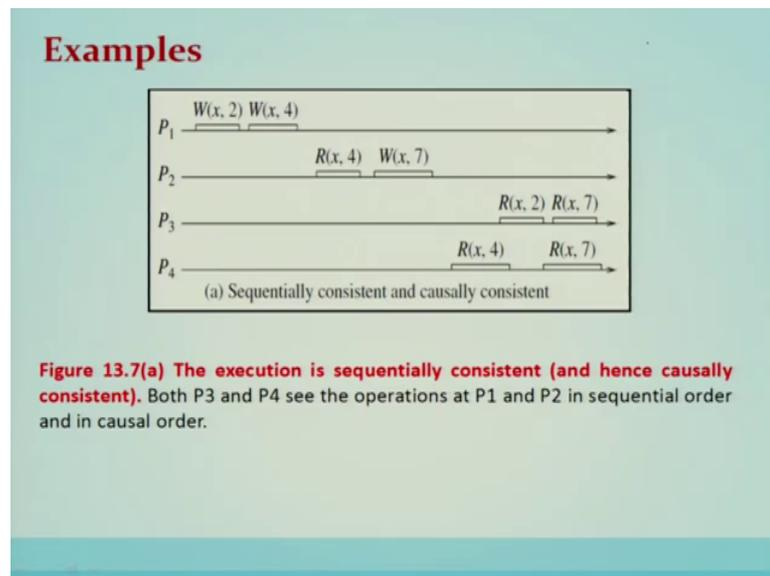 Examples
W(x, 2) W(x, 4)
P1
R(x, 4) W(x, 7)
P2
R(x, 2) R(x, 7)
P3
R(x, 4) R(x, 7)
P4
(a) Sequentially consistent and causally consistent
Figure 13.7(a) The execution is sequentially consistent (and hence causally
consistent). Both P3 and P4 see the operations at P1 and P2 in sequential order
and in causal order.